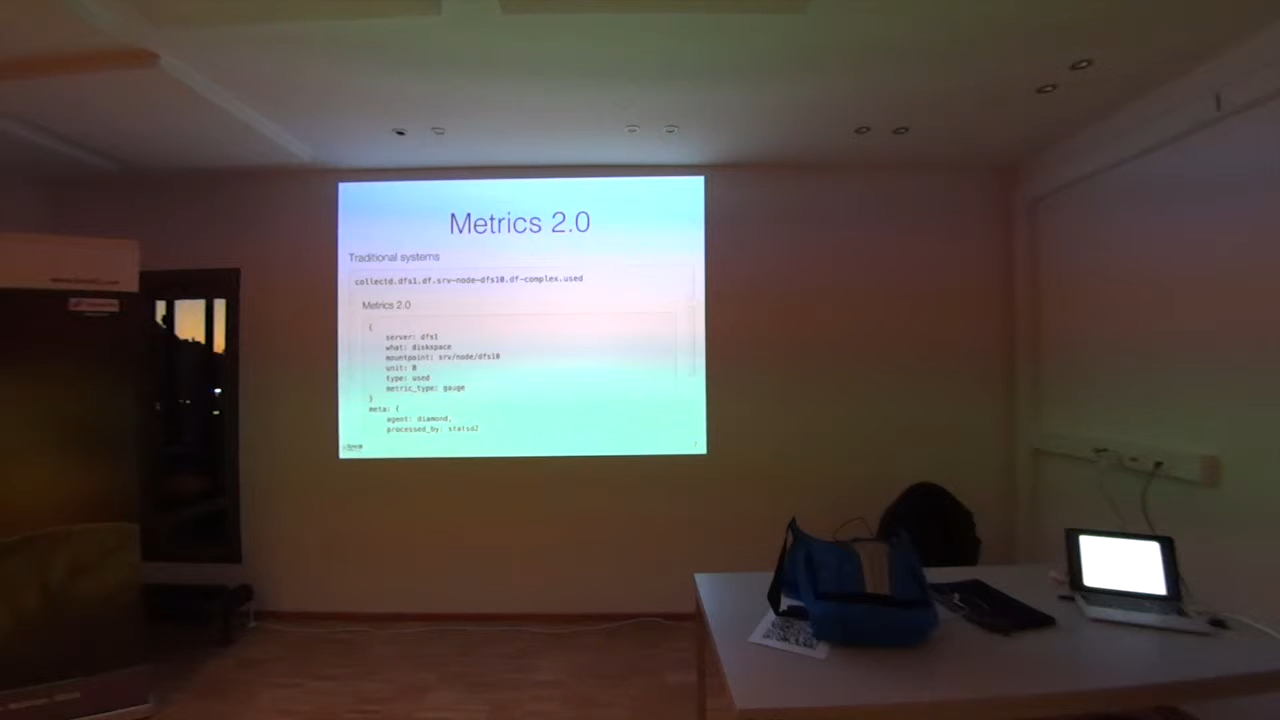 Metrics 2.0
Traditional systems
collectd.dfs1.df.srv-node-dfs10.df-complex.used
Metrics 2.0
{
server: dfs1
what: diskspace
mountpoint: srv/node/dfs10
unit: B
type: used
metric_type: gauge
}
meta: {
agent: diamond,
processed_by: statsd2
7